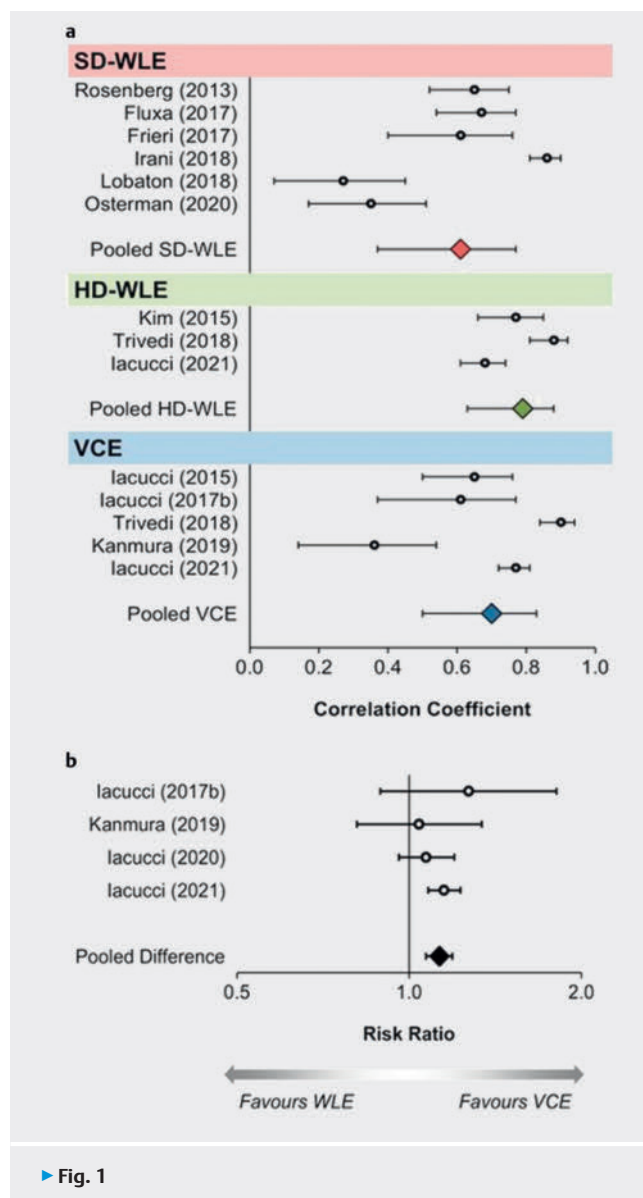 a
SD-WLE
Rosenberg (2013)
Fluxa (2017)
Frieri (2017)
Irani (2018)
Lobaton (2018)
Osterman (2020)
Pooled SD-WLE
HD-WLE
Kim (2015)
Trivedi (2018)
Iacucci (2021)
Pooled HD-WLE
VCE
Iacucci (2015)
Iacucci (2017b)
Trivedi (2018)
Kanmura (2019)
Iacucci (2021)
Pooled VCE
0.0 0.2 0.4 0.6 0.8 1.0
Correlation Coefficient
b
Iacucci (2017b)
Kanmura (2019)
Iacucci (2020)
Iacucci (2021)
Pooled Difference
0.5 1.0 2.0
Risk Ratio
Favours WLE Favours VCE
▶ Fig. 1